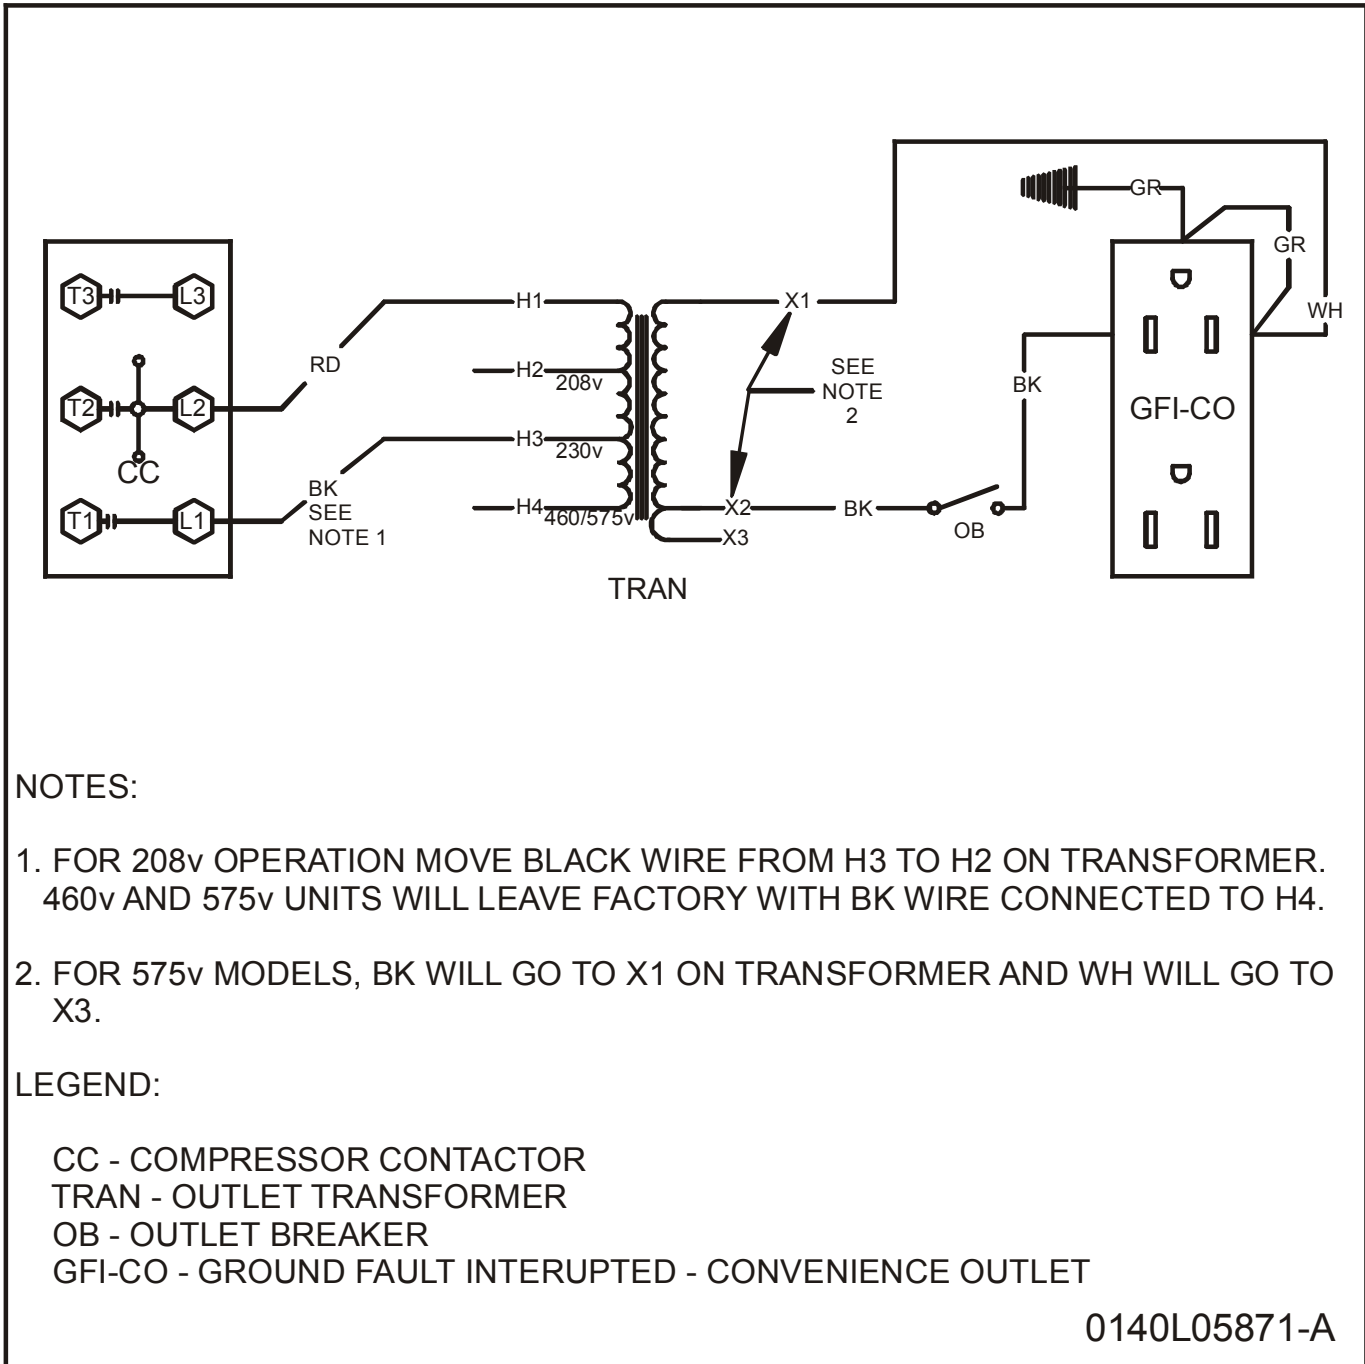 GR
GR
T3
L3
H1
X1
WH
RD
H2
208v
SEE
NOTE
2
BK
T2
L2
GFI-CO
H3
230v
CC
BK
SEE
NOTE 1
T1
L1
H4
460/575v
X2
BK
OB
X3
TRAN
NOTES:
1. FOR 208v OPERATION MOVE BLACK WIRE FROM H3 TO H2 ON TRANSFORMER.
460v AND 575v UNITS WILL LEAVE FACTORY WITH BK WIRE CONNECTED TO H4.
2. FOR 575v MODELS, BK WILL GO TO X1 ON TRANSFORMER AND WH WILL GO TO
X3.
LEGEND:
CC - COMPRESSOR CONTACTOR
TRAN - OUTLET TRANSFORMER
OB - OUTLET BREAKER
GFI-CO - GROUND FAULT INTERUPTED - CONVENIENCE OUTLET
0140L05871-A